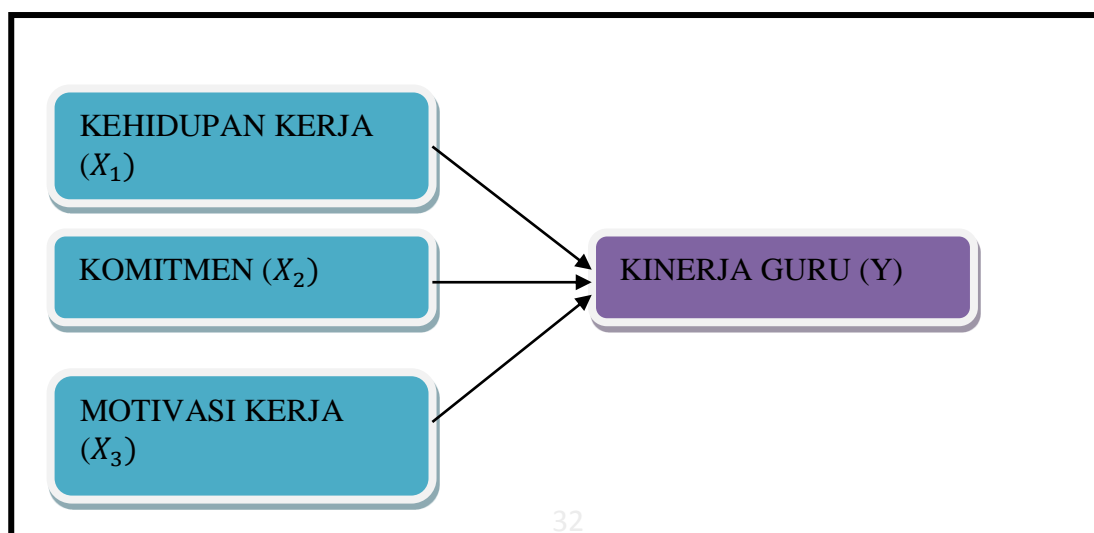 KEHIDUPAN KERJA
(𝑋₁)
KOMITMEN (𝑋₂)
KINERJA GURU (Y)
MOTIVASI KERJA
(𝑋₃)
32